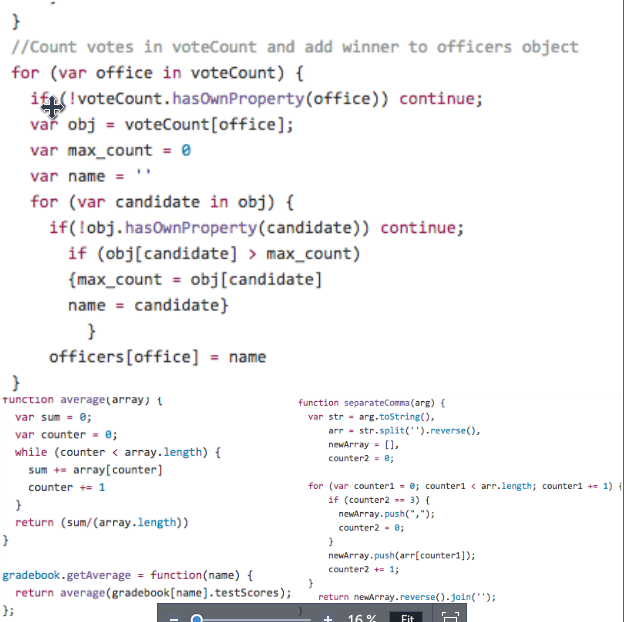 }
//Count votes in voteCount and add winner to officers object
for (var office in voteCount) {
if(!voteCount.hasOwnProperty(office)) continue;
var obj = voteCount[office];
var max_count = 0
var name = ''
for (var candidate in obj) {
if(!obj.hasOwnProperty(candidate)) continue;
if (obj[candidate] > max_count)
{max_count = obj[candidate]
name = candidate}
}
officers[office] = name
}
function average(array) {
var sum = 0;
var counter = 0;
while (counter < array.length) {
sum += array[counter]
counter += 1
}
return (sum/(array.length))
}
gradebook.getAverage = function(name) {
return average(gradebook[name].testScores);
};
function separateComma(arg) {
var str = arg.toString(),
arr = str.split('').reverse(),
newArray = [],
counter2 = 0;
for (var counter1 = 0; counter1 < arr.length; counter1 += 1) {
if (counter2 == 3) {
newArray.push(",");
counter2 = 0;
}
newArray.push(arr[counter1]);
counter2 += 1;
}
return newArray.reverse().join('');
}
− + 16 % Fit